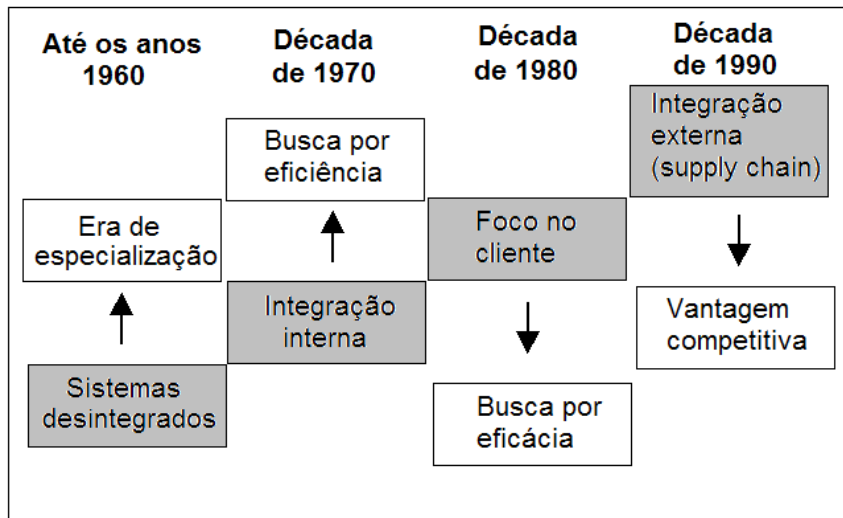 Até os anos
1960
Década
de 1970
Década
de 1980
Década
de 1990
Busca por
eficiência
Integração
externa
(supply chain)
Era de
especialização
Foco no
cliente
Integração
interna
Vantagem
competitiva
Sistemas
desintegrados
Busca por
eficácia